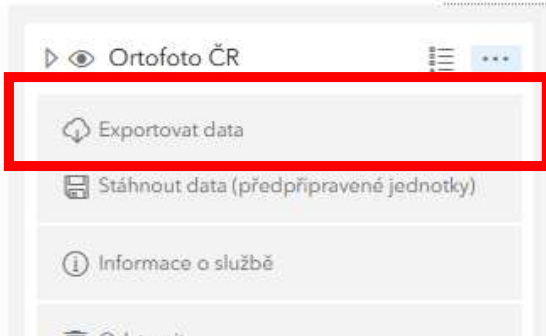 Ortofoto ČR
Exportovat data
Stáhnout data (předpřipravené jednotky)
Informace o službě